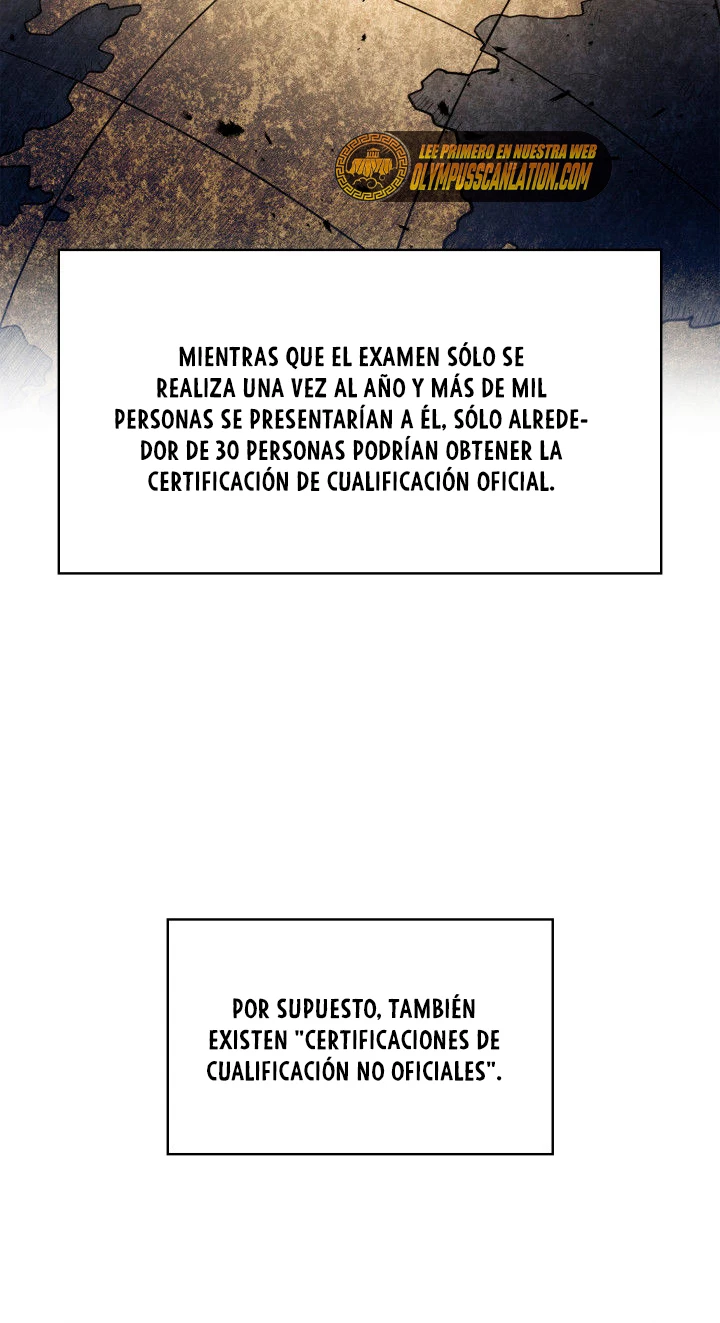 LEE PRIMERO EN NUESTRA WEB
OLYMPUSSCANLATION.COM
MIENTRAS QUE EL EXAMEN SÓLO SE
REALIZA UNA VEZ AL AÑO Y MÁS DE MIL
PERSONAS SE PRESENTARÍAN A ÉL, SÓLO ALREDE-
DOR DE 30 PERSONAS PODRÍAN OBTENER LA
CERTIFICACIÓN DE CUALIFICACIÓN OFICIAL.
POR SUPUESTO, TAMBIÉN
EXISTEN "CERTIFICACIONES DE
CUALIFICACIÓN NO OFICIALES".